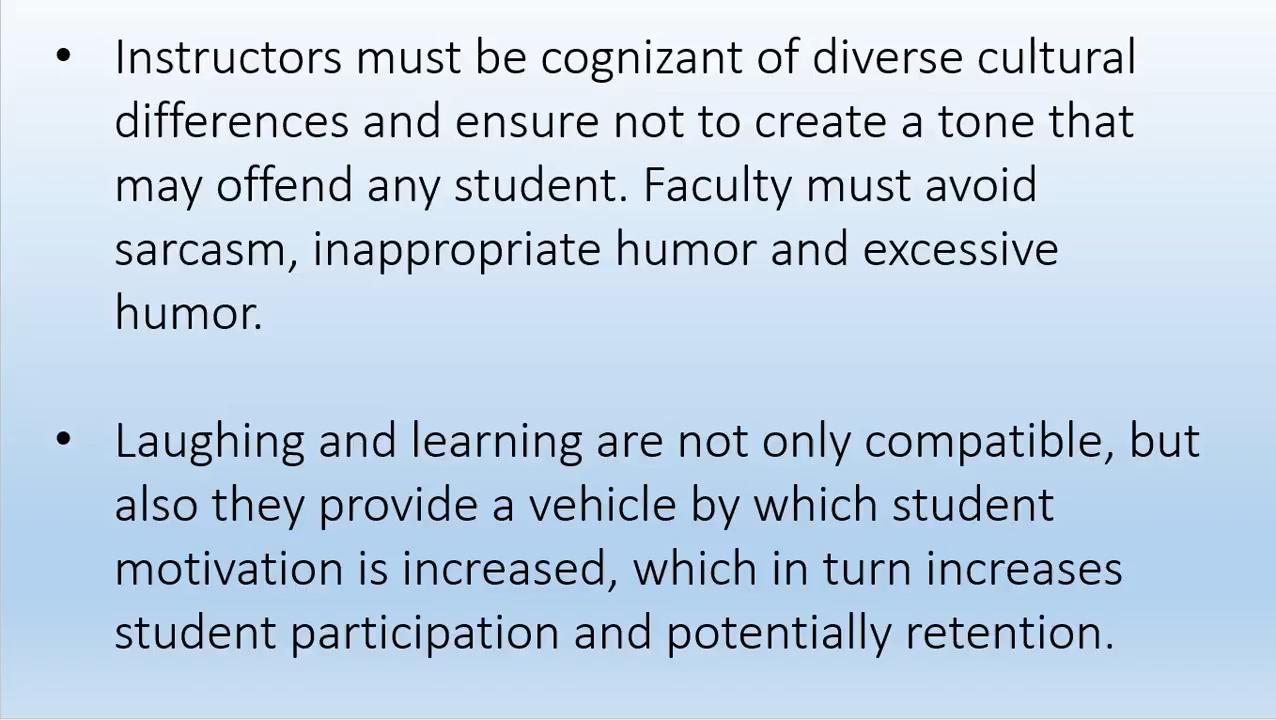 • Instructors must be cognizant of diverse cultural
differences and ensure not to create a tone that
may offend any student. Faculty must avoid
sarcasm, inappropriate humor and excessive
humor.
• Laughing and learning are not only compatible, but
also they provide a vehicle by which student
motivation is increased, which in turn increases
student participation and potentially retention.